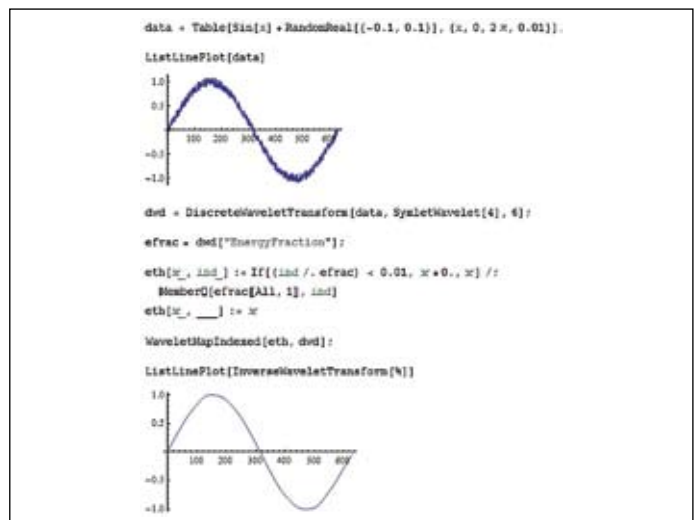 data = Table[Sin[x] + RandomReal[{-0.1, 0.1}], {x, 0, 2 π, 0.01}];
ListLinePlot[data]
1.0
0.5
100 200 300 400 500 600
-0.5
-1.0
dwd = DiscreteWaveletTransform[data, SymletWavelet[4], 6];
efrac = dwd["EnergyFraction"];
eth[x_, ind_] := If[(ind /. efrac) < 0.01, x*0., x] /;
MemberQ[efrac[[All, 1]], ind]
eth[x_, ___] := x
WaveletMapIndexed[eth, dwd];
ListLinePlot[InverseWaveletTransform[%]]
1.0
0.5
100 200 300 400 500 600
-0.5
-1.0